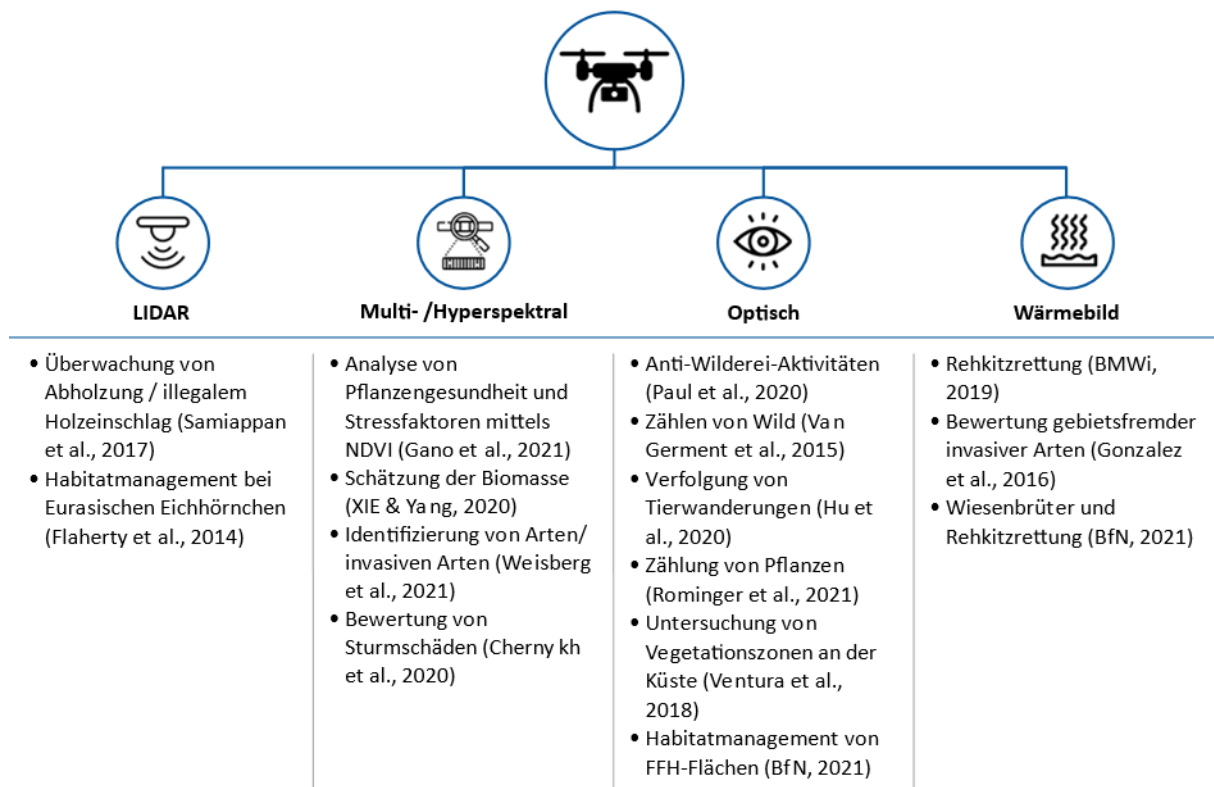 LIDAR
Multi- /Hyperspektral
Optisch
Wärmebild
• Überwachung von
Abholzung / illegalem
Holzeinschlag (Samiappan
et al., 2017)
• Habitatmanagement bei
Eurasischen Eichhörnchen
(Flaherty et al., 2014)
• Analyse von
Pflanzengesundheit und
Stressfaktoren mittels
NDVI (Gano et al., 2021)
• Schätzung der Biomasse
(XIE & Yang, 2020)
• Identifizierung von Arten/
invasiven Arten (Weisberg
et al., 2021)
• Bewertung von
Sturmschäden (Cherny kh
et al., 2020)
• Anti-Wilderei-Aktivitäten
(Paul et al., 2020)
• Zählen von Wild (Van
Germent et al., 2015)
• Verfolgung von
Tierwanderungen (Hu et
al., 2020)
• Zählung von Pflanzen
(Rominger et al., 2021)
• Untersuchung von
Vegetationszonen an der
Küste (Ventura et al.,
2018)
• Habitatmanagement von
FFH-Flächen (BfN, 2021)
• Rehkitzrettung (BMWi,
2019)
• Bewertung gebietsfremder
invasiver Arten (Gonzalez
et al., 2016)
• Wiesenbrüter und
Rehkitzrettung (BfN, 2021)